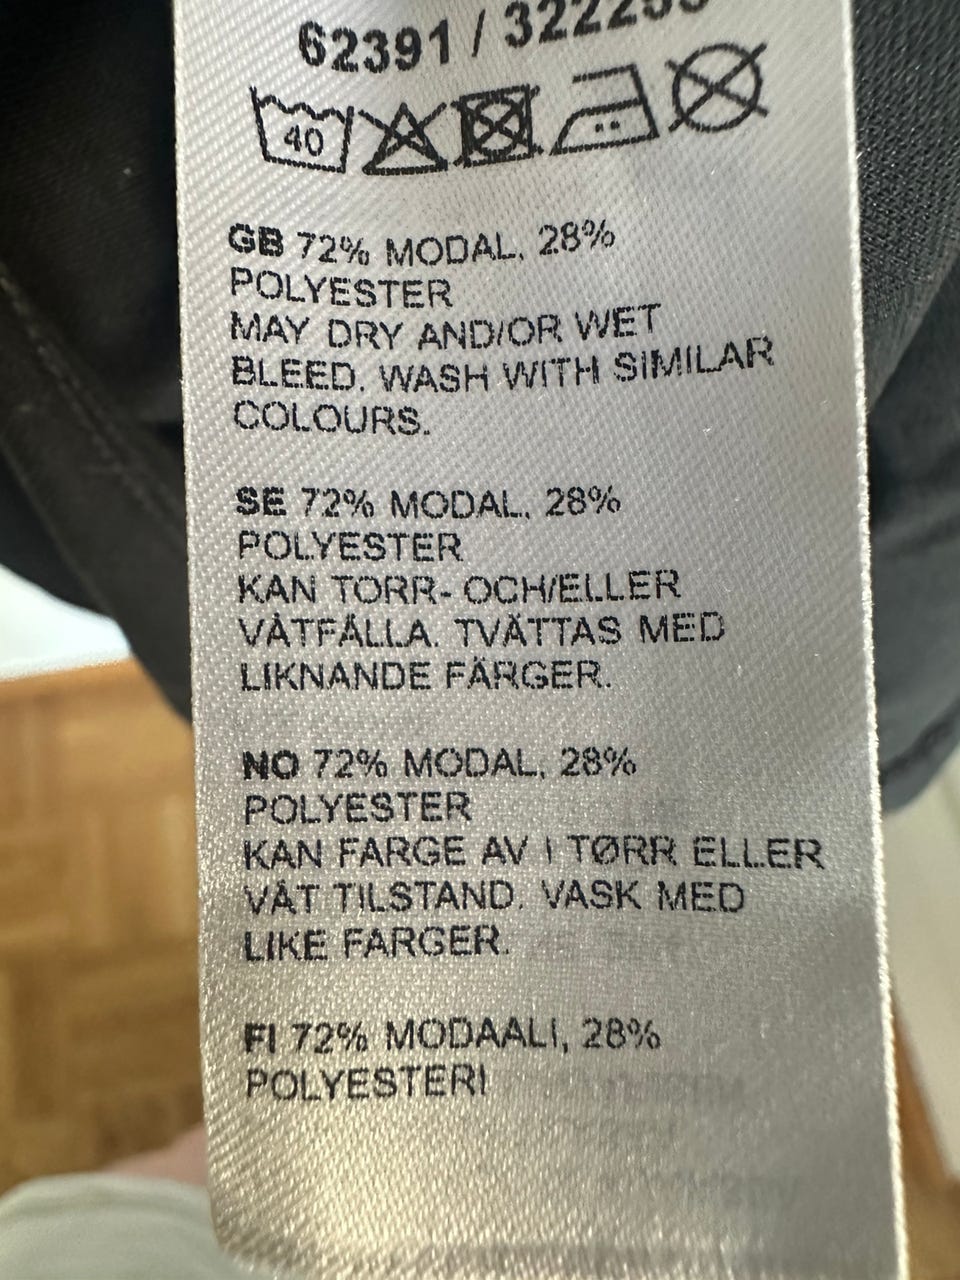 62391 /
40
GB 72% MODAL, 28%
POLYESTER
MAY DRY AND/OR WET
BLEED. WASH WITH SIMILAR
COLOURS.
SE 72% MODAL, 28%
POLYESTER
KAN TORR- OCH/ELLER
VÅTFÄLLA. TVÄTTAS MED
LIKNANDE FÄRGER.
NO 72% MODAL, 28%
POLYESTER
KAN FARGE AV I TØRR ELLER
VÅT TILSTAND. VASK MED
LIKE FARGER.
FI 72% MODAALI, 28%
POLYESTERI